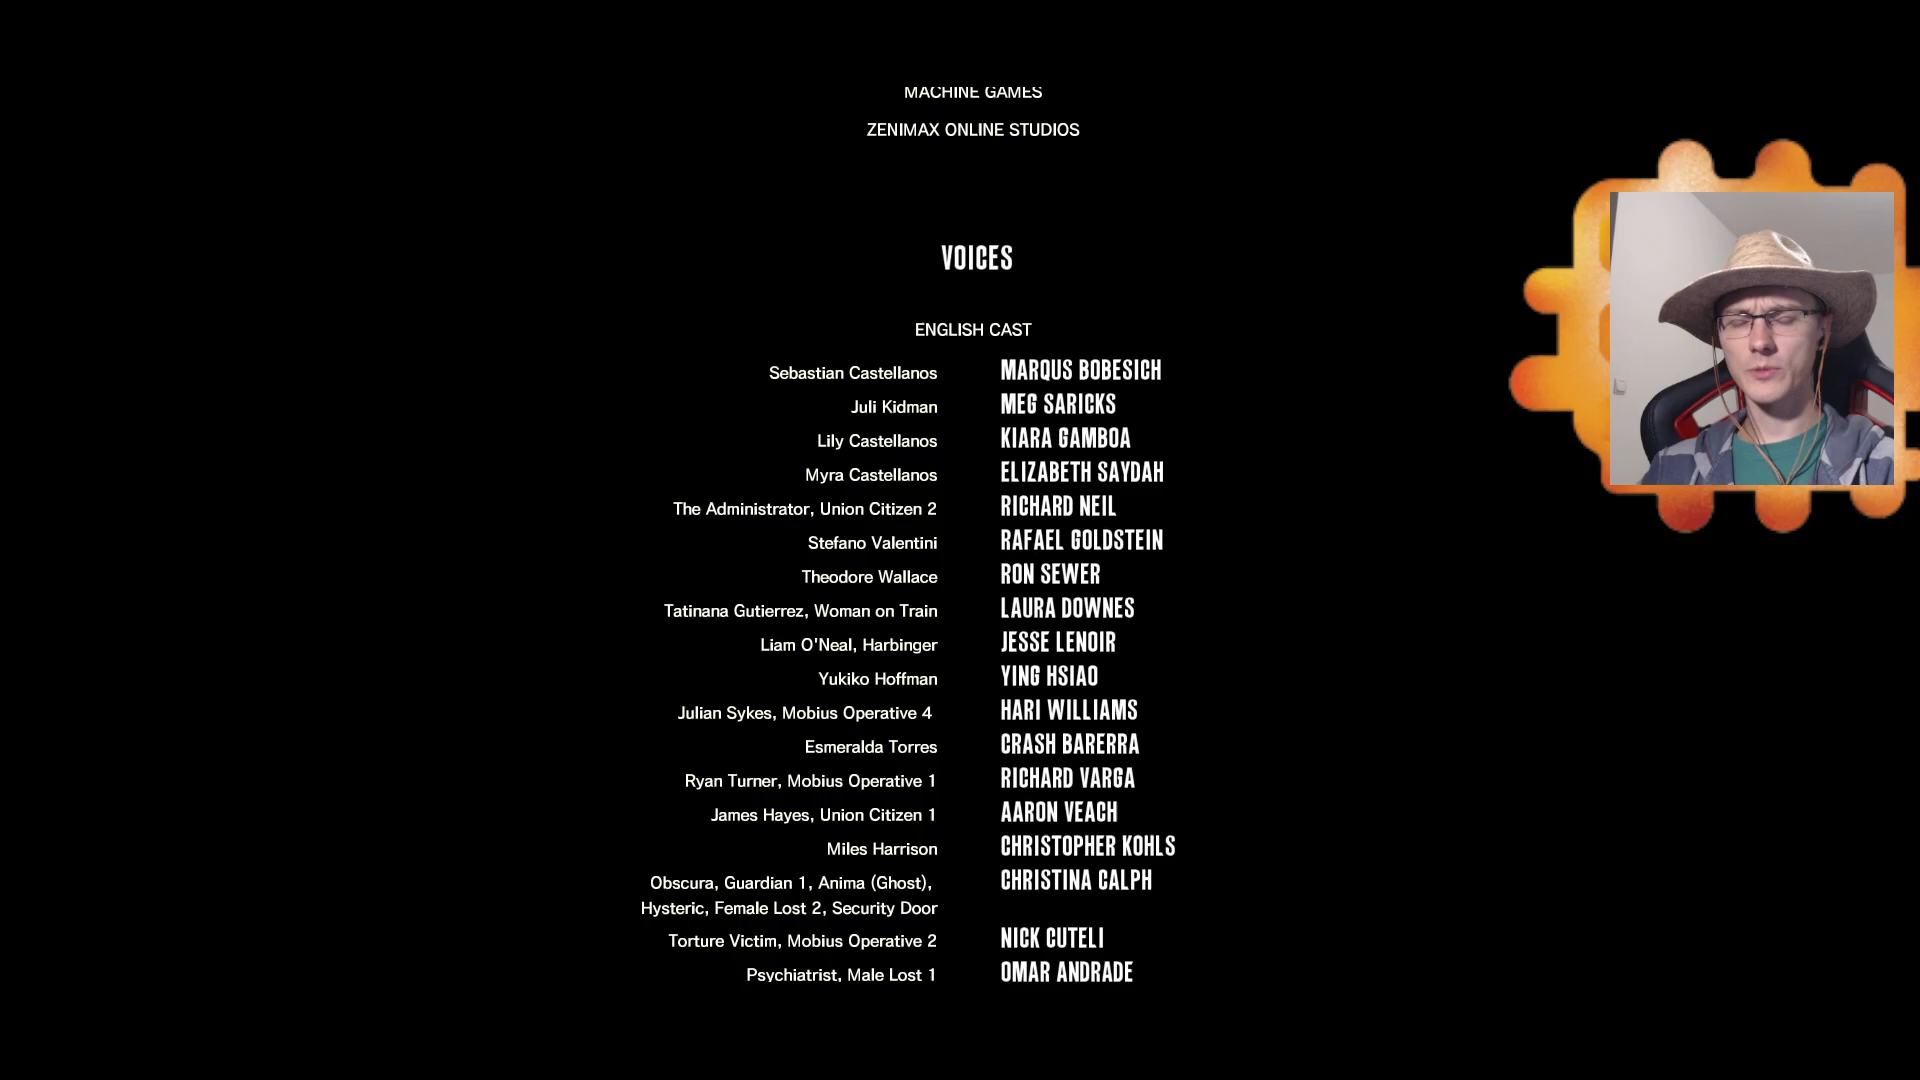 MACHINE GAMES
ZENIMAX ONLINE STUDIOS
VOICES
ENGLISH CAST
Sebastian Castellanos MARQUS BOBESICH
Juli Kidman MEG SARICKS
Lily Castellanos KIARA GAMBOA
Myra Castellanos ELIZABETH SAYDAH
The Administrator, Union Citizen 2 RICHARD NEIL
Stefano Valentini RAFAEL GOLDSTEIN
Theodore Wallace RON SEWER
Tatinana Gutierrez, Woman on Train LAURA DOWNES
Liam O'Neal, Harbinger JESSE LENOIR
Yukiko Hoffman YING HSIAO
Julian Sykes, Mobius Operative 4 HARI WILLIAMS
Esmeralda Torres CRASH BARERRA
Ryan Turner, Mobius Operative 1 RICHARD VARGA
James Hayes, Union Citizen 1 AARON VEACH
Miles Harrison CHRISTOPHER KOHLS
Obscura, Guardian 1, Anima (Ghost), CHRISTINA CALPH
Hysteric, Female Lost 2, Security Door
Torture Victim, Mobius Operative 2 NICK CUTELI
Psychiatrist, Male Lost 1 OMAR ANDRADE